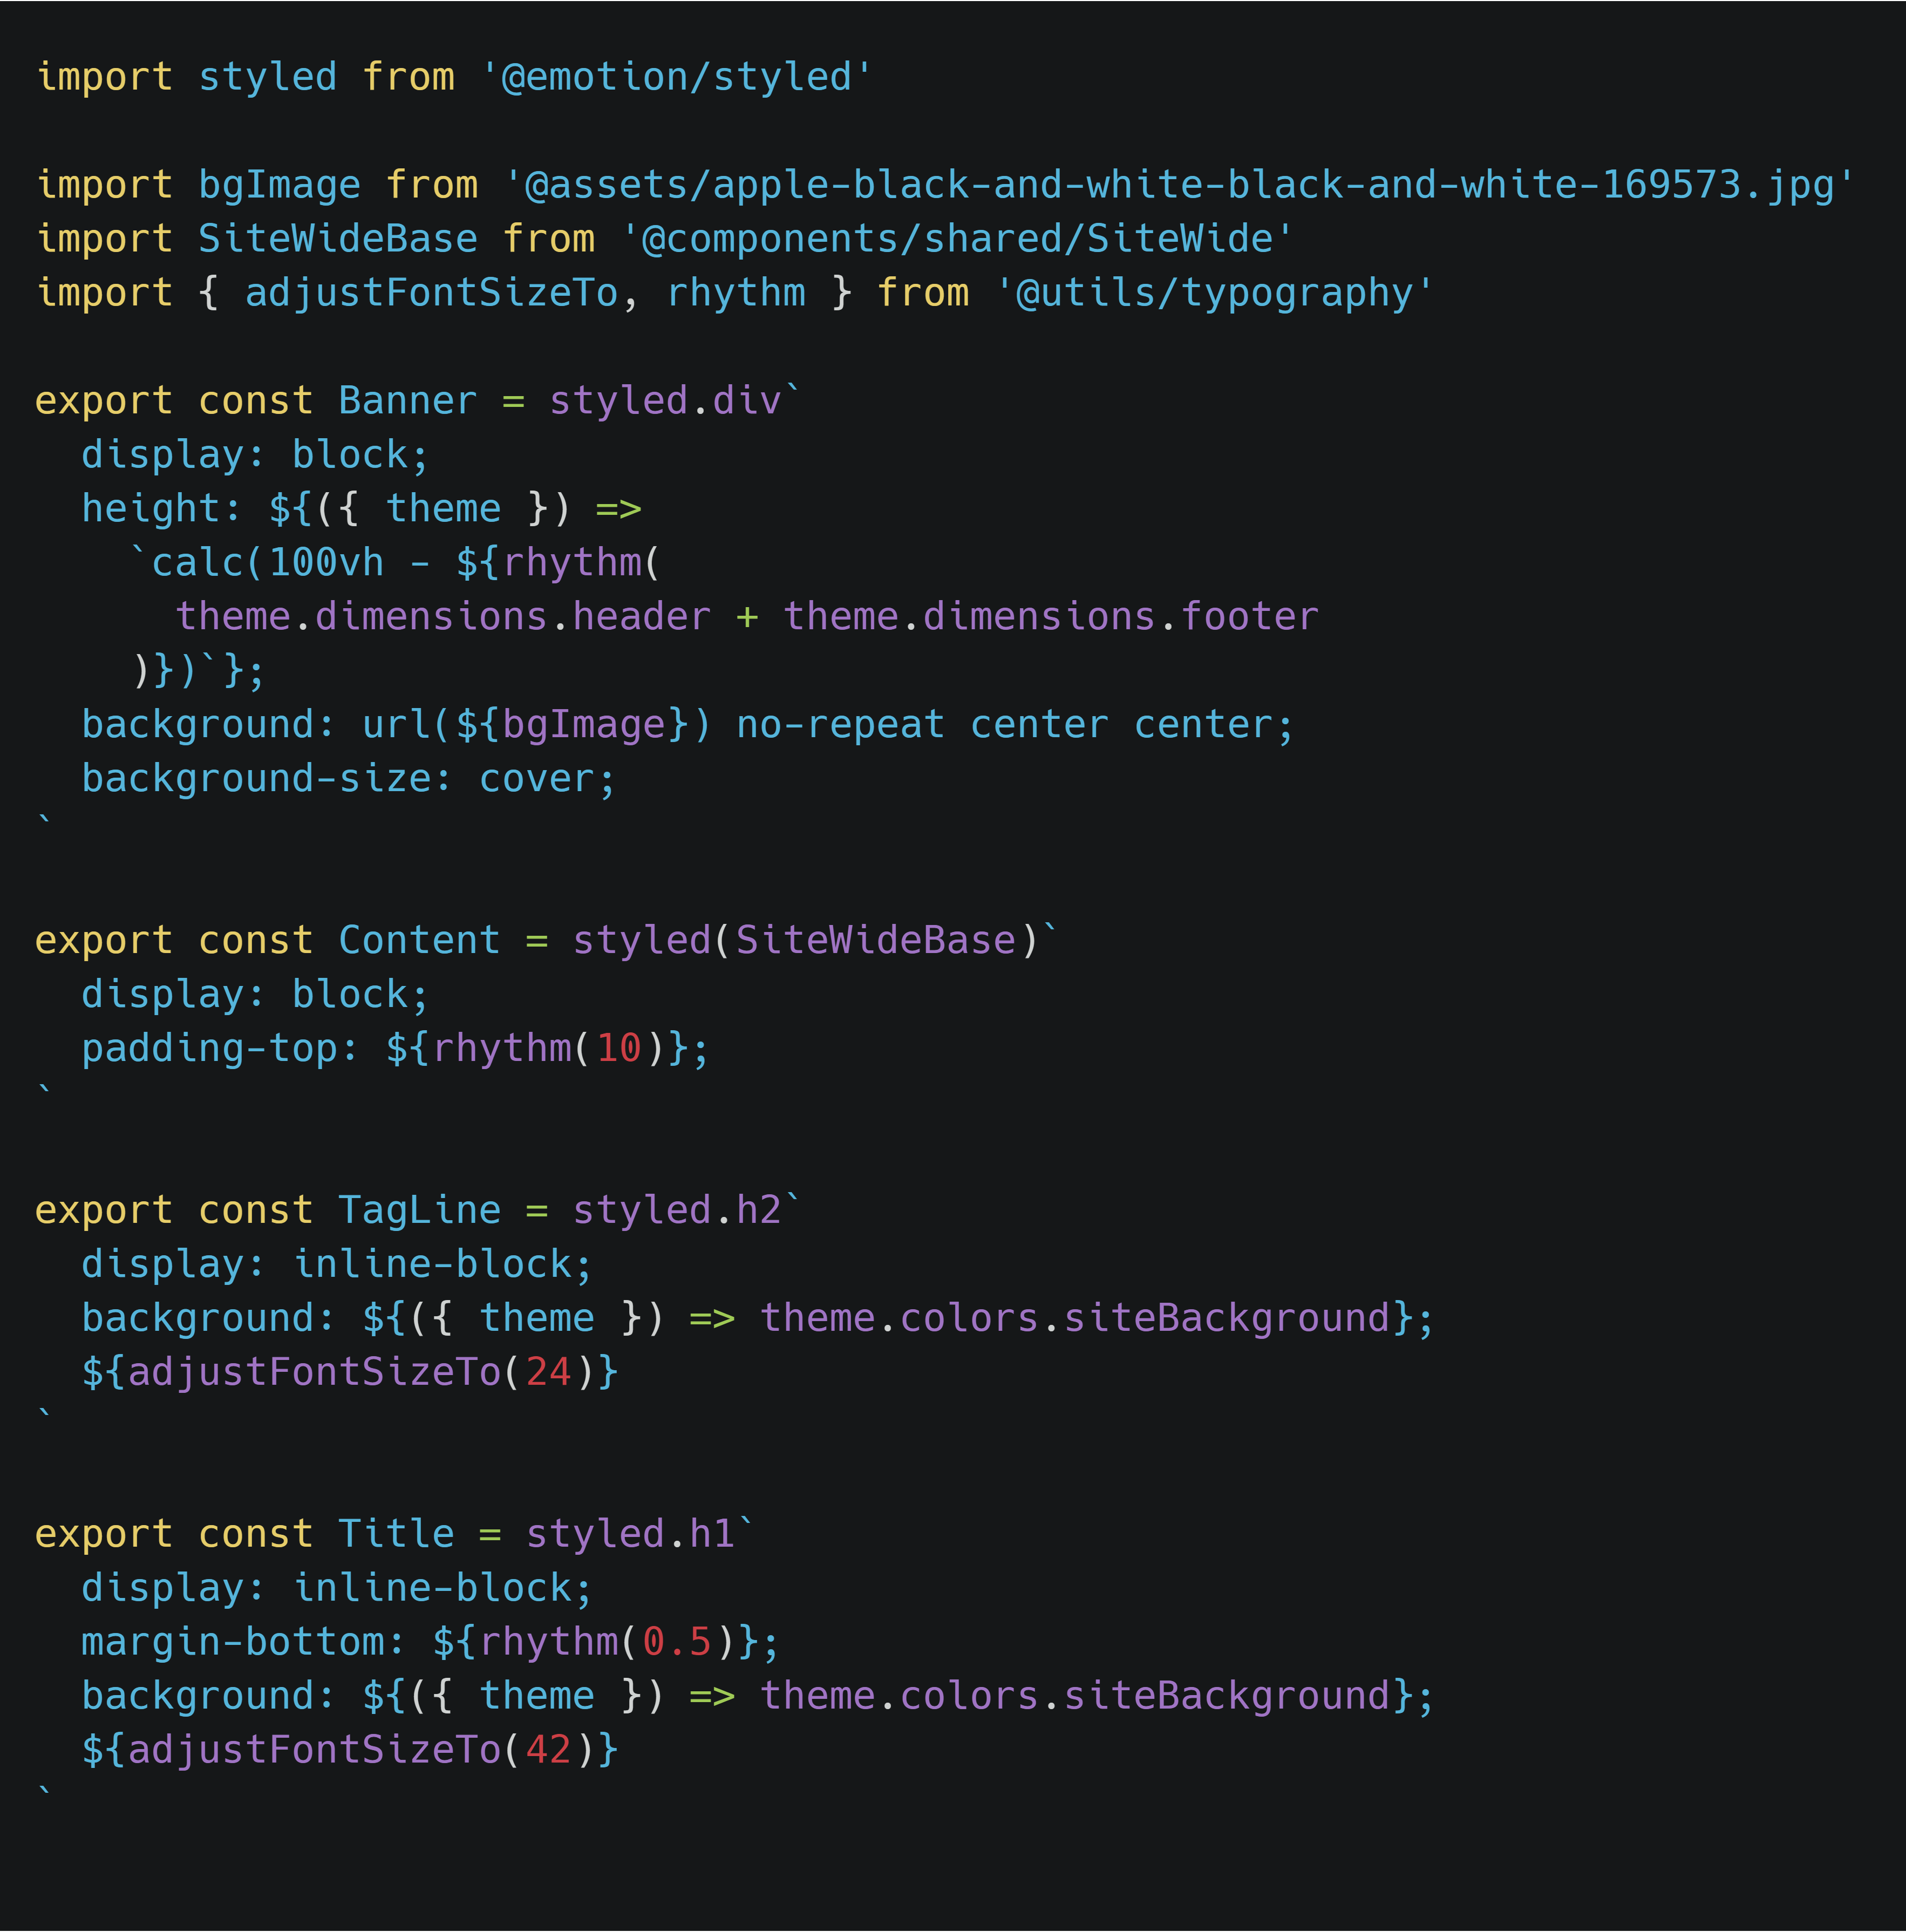 import styled from '@emotion/styled'

import bgImage from '@assets/apple-black-and-white-black-and-white-169573.jpg'
import SiteWideBase from '@components/shared/SiteWide'
import { adjustFontSizeTo, rhythm } from '@utils/typography'

export const Banner = styled.div`
  display: block;
  height: ${({ theme }) =>
    `calc(100vh - ${rhythm(
      theme.dimensions.header + theme.dimensions.footer
    )})`};
  background: url(${bgImage}) no-repeat center center;
  background-size: cover;
`

export const Content = styled(SiteWideBase)`
  display: block;
  padding-top: ${rhythm(10)};
`

export const TagLine = styled.h2`
  display: inline-block;
  background: ${({ theme }) => theme.colors.siteBackground};
  ${adjustFontSizeTo(24)}
`

export const Title = styled.h1`
  display: inline-block;
  margin-bottom: ${rhythm(0.5)};
  background: ${({ theme }) => theme.colors.siteBackground};
  ${adjustFontSizeTo(42)}
`